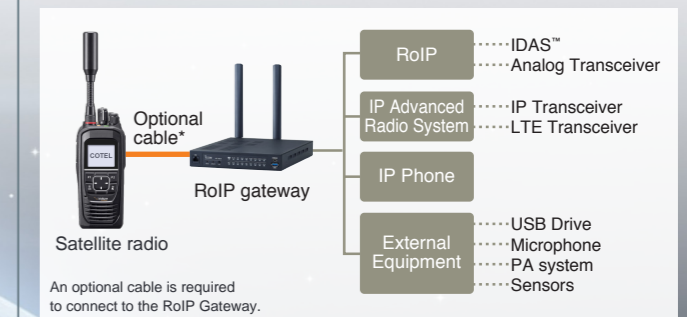 RoIP
IDAS™
Analog Transceiver
IP Advanced
Radio System
IP Transceiver
LTE Transceiver
IP Phone
External
Equipment
USB Drive
Microphone
PA system
Sensors
Optional
cable*
COTEL
RoIP gateway
Satellite radio
An optional cable is required
to connect to the RoIP Gateway.